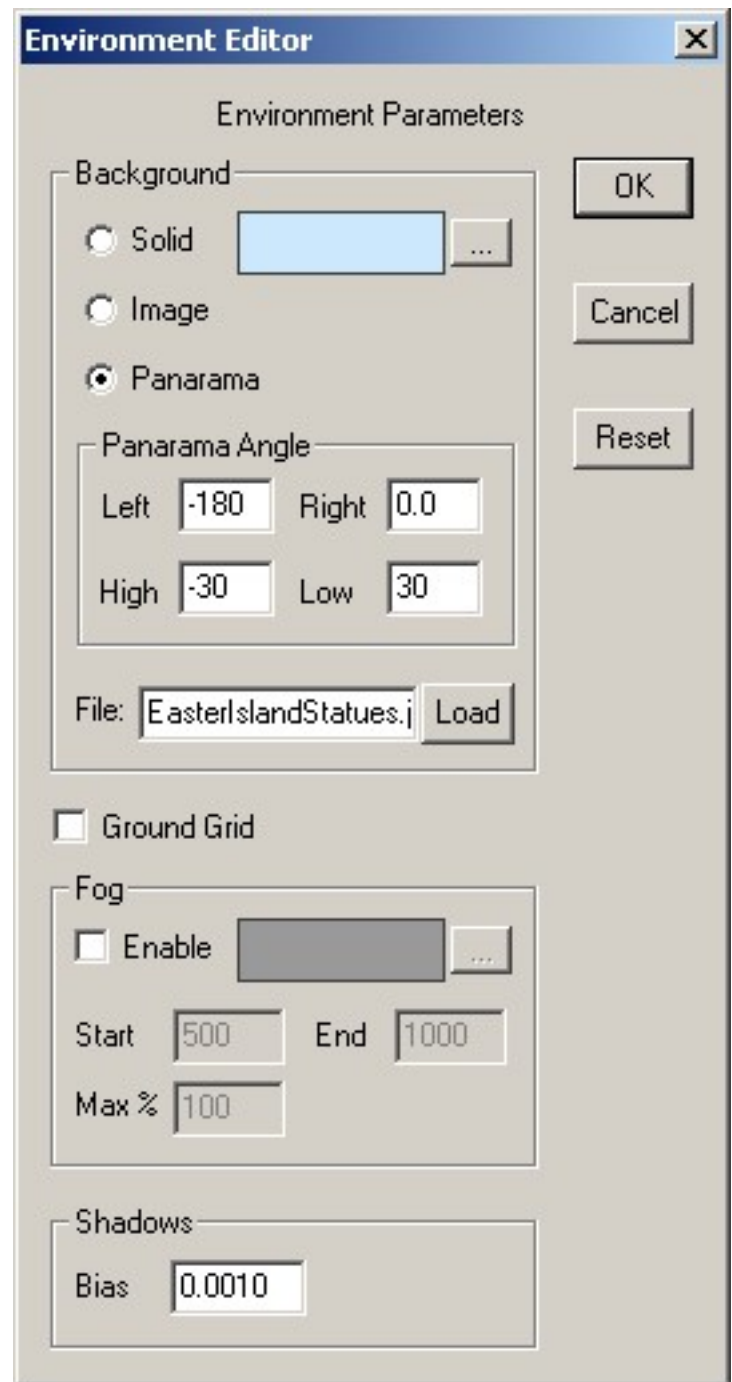 Environment Editor
Environment Parameters
Background
OK
Solid ...
Image
Cancel
Panarama
Panarama Angle
Reset
Left -180 Right 0.0
High -30 Low 30
File: EasterIslandStatues.j Load
Ground Grid
Fog
Enable ...
Start 500 End 1000
Max % 100
Shadows
Bias 0.0010